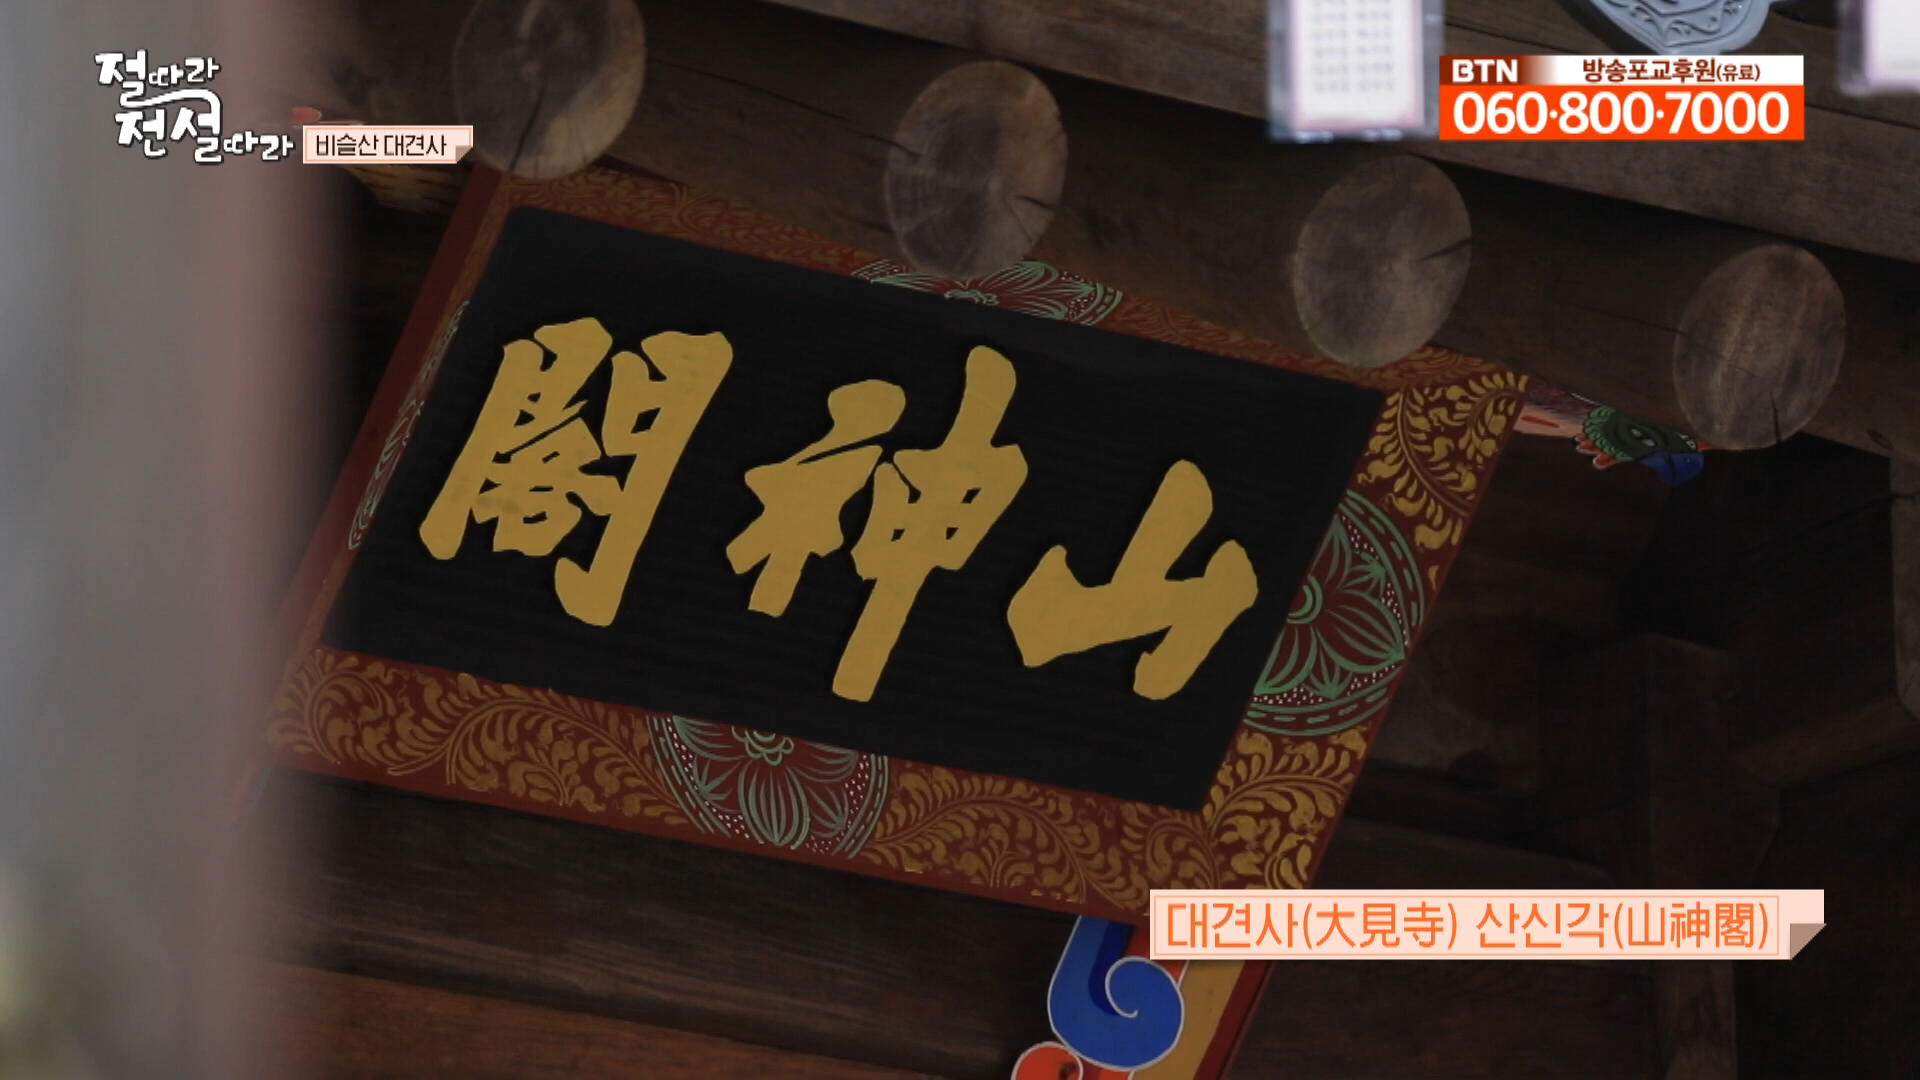 절따라
전설따라
비슬산 대견사
BTN 방송포교후원(유료)
060·800·7000
閣神山
대견사(大見寺) 산신각(山神閣)